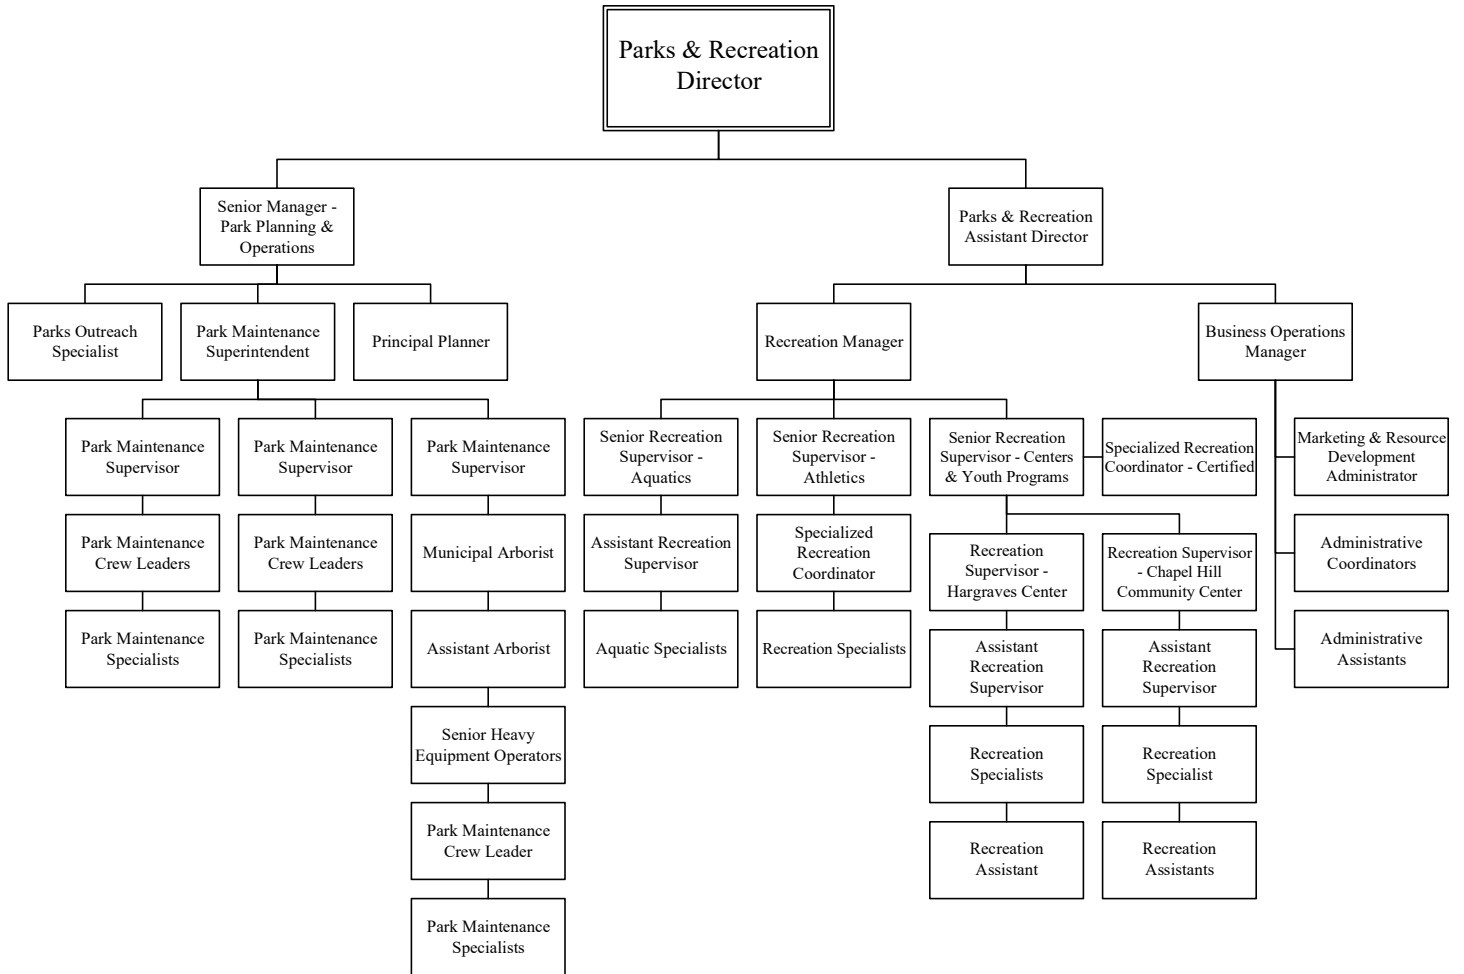 Parks & Recreation
Director
Senior Manager -
Park Planning &
Operations
Parks & Recreation
Assistant Director
Parks Outreach
Specialist
Park Maintenance
Superintendent
Principal Planner
Recreation Manager
Business Operations
Manager
Park Maintenance
Supervisor
Park Maintenance
Supervisor
Park Maintenance
Supervisor
Senior Recreation
Supervisor -
Aquatics
Senior Recreation
Supervisor -
Athletics
Senior Recreation
Supervisor - Centers
& Youth Programs
Specialized Recreation
Coordinator - Certified
Marketing & Resource
Development
Administrator
Park Maintenance
Crew Leaders
Park Maintenance
Crew Leaders
Municipal Arborist
Assistant Recreation
Supervisor
Specialized
Recreation
Coordinator
Recreation
Supervisor -
Hargraves Center
Recreation Supervisor
- Chapel Hill
Community Center
Administrative
Coordinators
Park Maintenance
Specialists
Park Maintenance
Specialists
Assistant Arborist
Aquatic Specialists
Recreation Specialists
Assistant
Recreation
Supervisor
Assistant
Recreation
Supervisor
Administrative
Assistants
Senior Heavy
Equipment Operators
Recreation
Specialists
Recreation
Specialist
Park Maintenance
Crew Leader
Recreation
Assistant
Recreation
Assistants
Park Maintenance
Specialists